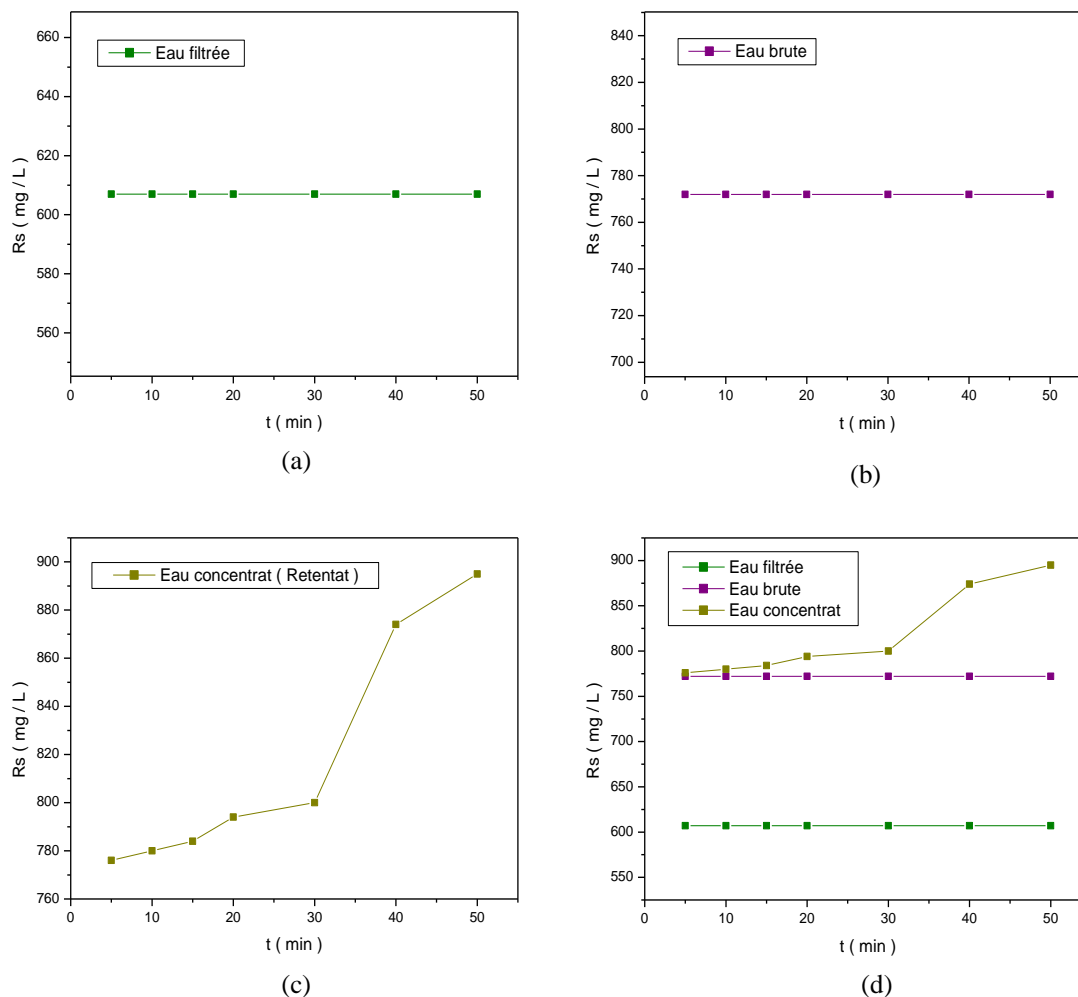 Eau filtrée
660
640
620
600
580
560
Rs ( mg / L )
0 10 20 30 40 50
t ( min )
(a)
Eau brute
840
820
800
780
760
740
720
700
Rs ( mg / L )
0 10 20 30 40 50
t ( min )
(b)
Eau concentrat ( Retentat )
900
880
860
840
820
800
780
760
Rs ( mg / L )
0 10 20 30 40 50
t ( min )
(c)
Eau filtrée
Eau brute
Eau concentrat
900
850
800
750
700
650
600
550
Rs ( mg / L )
0 10 20 30 40 50
t ( min )
(d)